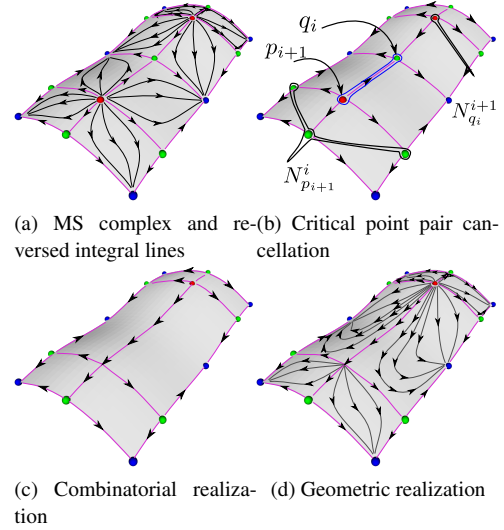 q_i
p_{i+1}
N^{i+1}_{q_i}
N^i_{p_{i+1}}
(a) MS complex and re-
versed integral lines
(b) Critical point pair can-
cellation
(c) Combinatorial realiza-
tion
(d) Geometric realization